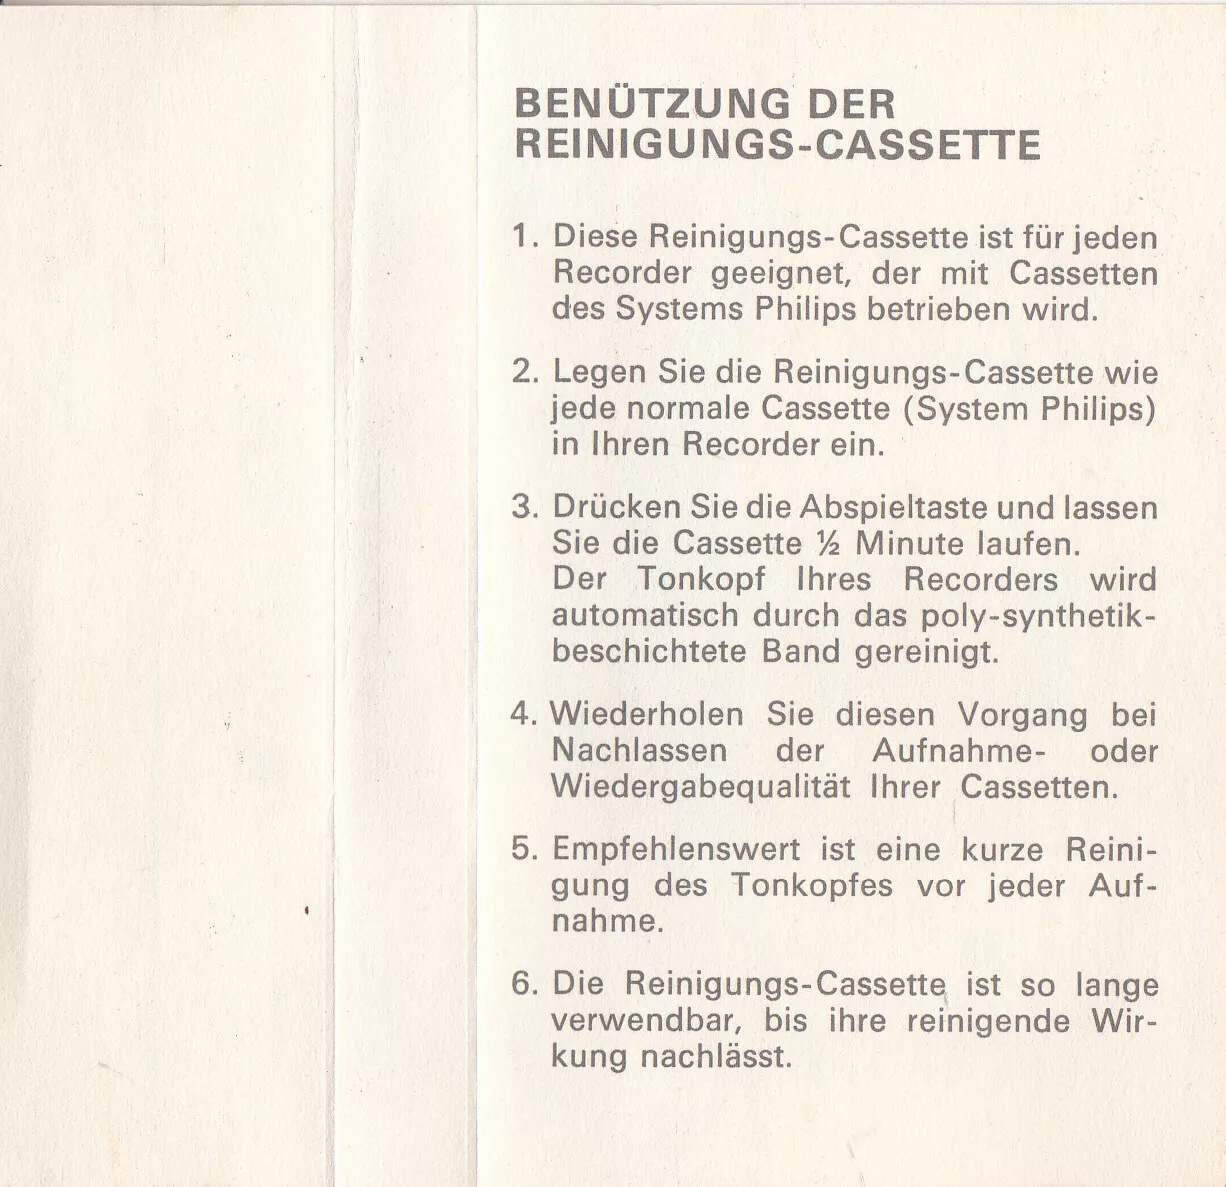 BENÜTZUNG DER
REINIGUNGS-CASSETTE
1. Diese Reinigungs-Cassette ist für jeden
Recorder geeignet, der mit Cassetten
des Systems Philips betrieben wird.
2. Legen Sie die Reinigungs-Cassette wie
jede normale Cassette (System Philips)
in Ihren Recorder ein.
3. Drücken Sie die Abspieltaste und lassen
Sie die Cassette ½ Minute laufen.
Der Tonkopf Ihres Recorders wird
automatisch durch das poly-synthetik-
beschichtete Band gereinigt.
4. Wiederholen Sie diesen Vorgang bei
Nachlassen der Aufnahme- oder
Wiedergabequalität Ihrer Cassetten.
5. Empfehlenswert ist eine kurze Reini-
gung des Tonkopfes vor jeder Auf-
nahme.
6. Die Reinigungs-Cassette ist so lange
verwendbar, bis ihre reinigende Wir-
kung nachlässt.